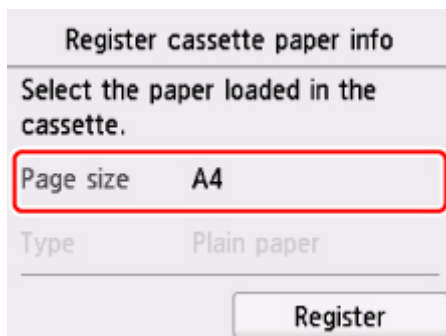 Register cassette paper info
Select the paper loaded in the
cassette.
Page size A4
Type Plain paper
Register